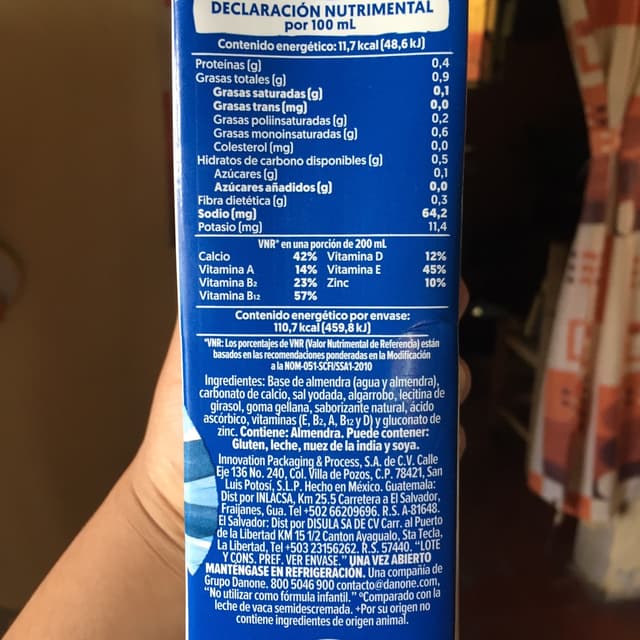 DECLARACIÓN NUTRIMENTAL
por 100 mL
Contenido energético: 11,7 kcal (48,6 kJ)
Proteínas (g) 0,4
Grasas totales (g) 0,9
Grasas saturadas (g) 0,1
Grasas trans (mg) 0,0
Grasas poliinsaturadas (g) 0,2
Grasas monoinsaturadas (g) 0,6
Colesterol (mg) 0,0
Hidratos de carbono disponibles (g) 0,5
Azúcares (g) 0,1
Azúcares añadidos (g) 0,0
Fibra dietética (g) 0,3
Sodio (mg) 64,2
Potasio (mg) 11,4
VNR* en una porción de 200 mL
Calcio 42% Vitamina D 12%
Vitamina A 14% Vitamina E 45%
Vitamina B2 23% Zinc 10%
Vitamina B12 57%
Contenido energético por envase:
110,7 kcal (459,8 kJ)
*VNR: Los porcentajes de VNR (Valor Nutrimental de Referencia) están
basados en las recomendaciones ponderadas en la Modificación
a la NOM-051-SCFI/SSA1-2010
Ingredientes: Base de almendra (agua y almendra),
carbonato de calcio, sal yodada, algarrobo, lecitina de
girasol, goma gellana, saborizante natural, ácido
ascórbico, vitaminas (E, B2, A, B12 y D) y gluconato de
zinc. Contiene: Almendra. Puede contener:
Gluten, leche, nuez de la india y soya.
Innovation Packaging & Process, S.A. de C.V. Calle
Eje 136 No. 240, Col. Villa de Pozos, C.P. 78421, San
Luis Potosí, S.L.P. Hecho en México. Guatemala:
Dist por INLACSA, Km 25.5 Carretera a El Salvador,
Fraijanes, Gua. Tel +502 66209696. R.S. A-81648.
El Salvador: Dist por DISULA SA DE CV Carr. al Puerto
de la Libertad KM 15 1/2 Canton Ayagualo, Sta Tecla,
La Libertad, Tel +503 23156262. R.S. 57440. "LOTE
Y CONS. PREF. VER ENVASE." UNA VEZ ABIERTO
MANTÉNGASE EN REFRIGERACIÓN. Una compañía de
Grupo Danone. 800 5046 900 contacto@danone.com,
"No utilizar como fórmula infantil." °Comparado con la
leche de vaca semidescremada. +Por su origen no
contiene ingredientes de origen animal.